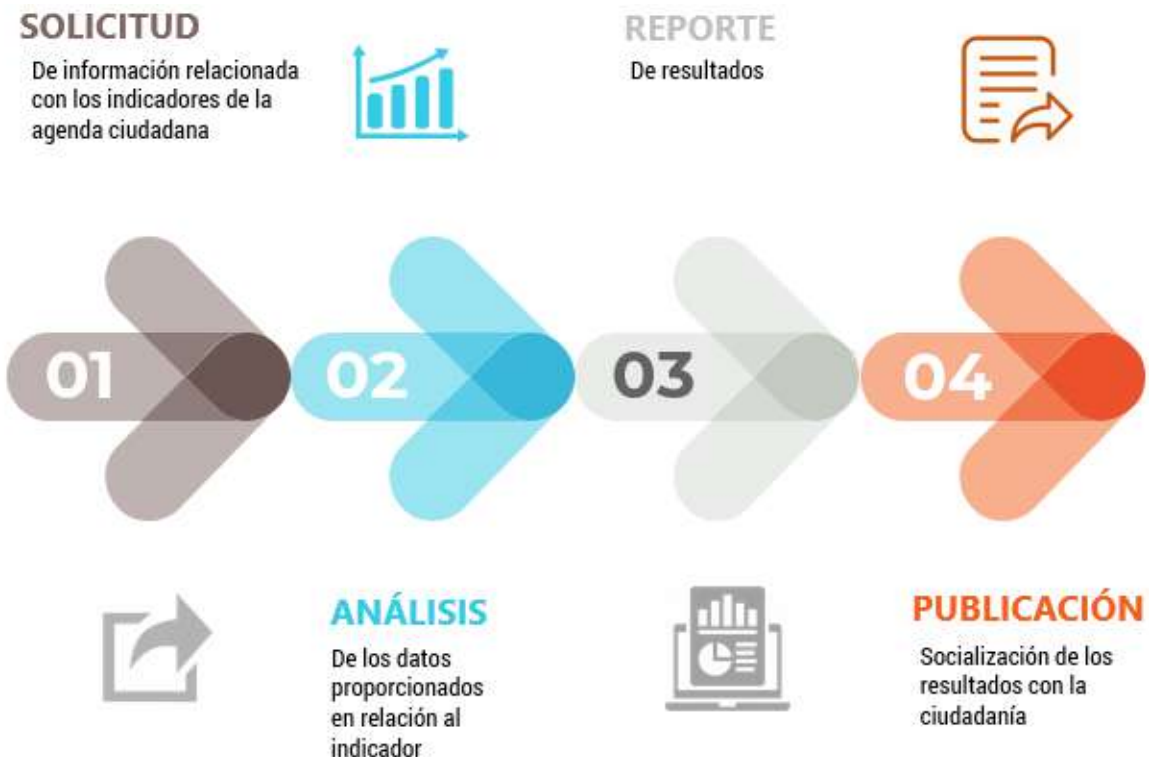 SOLICITUD
De información relacionada
con los indicadores de la
agenda ciudadana
REPORTE
De resultados
01
02
03
04
ANÁLISIS
De los datos
proporcionados
en relación al
indicador
PUBLICACIÓN
Socialización de los
resultados con la
ciudadanía